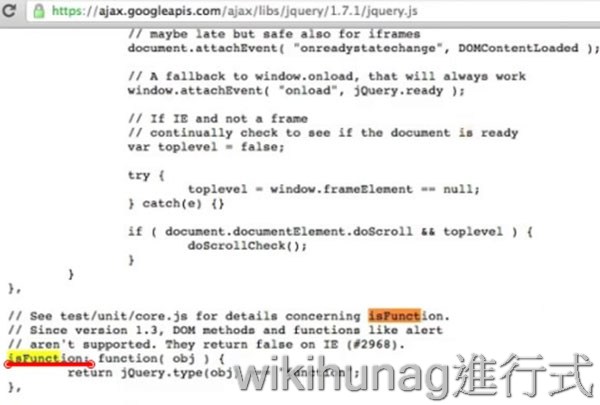 https://ajax.googleapis.com/ajax/libs/jquery/1.7.1/jquery.js
// maybe late but safe also for iframes
document.attachEvent( "onreadystatechange", DOMContentLoaded );
// A fallback to window.onload, that will always work
window.attachEvent( "onload", jQuery.ready );
// If IE and not a frame
// continually check to see if the document is ready
var toplevel = false;
try {
toplevel = window.frameElement == null;
} catch(e) {}
if ( document.documentElement.doScroll && toplevel ) {
doScrollCheck();
}
}
},
// See test/unit/core.js for details concerning isFunction.
// Since version 1.3, DOM methods and functions like alert
// aren't supported. They return false on IE (#2968).
isFunction: function( obj ) {
return jQuery.type(obj)
},
wikihunag進行式